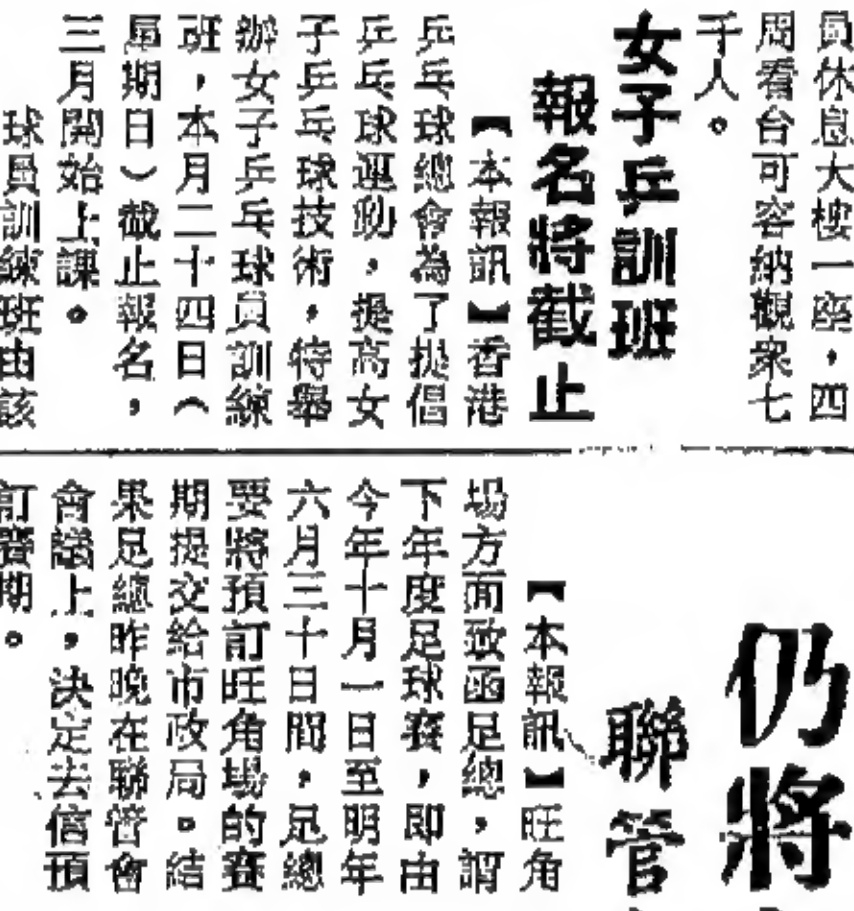 員休息大樓一座，四
周看台可容納觀衆七
千人。
女子乒訓班
報名將截止
【本報訊】香港
乒乓球總會為了提倡
乒乓球運動，提高女
子乒乓球技術，特舉
辦女子乒乓球員訓練
班，本月二十四日（
星期日）截止報名，
三月開始上課。
球員訓練班由該
仍將
聯管
【本報訊】旺角
場方面致函足總，謂
下年度足球賽，即由
今年十月一日至明年
六月三十日間，足總
要將預訂旺角場的賽
期提交給市政局。結
果足總昨晚在聯管會
會議上，決定去信預
訂賽期。